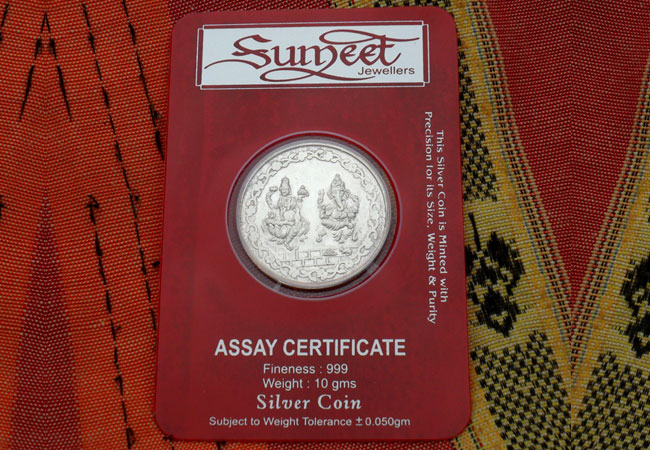 Sumeet
Jewellers
This Silver Coin is Minted with
Precision for its Size, Weight & Purity
ASSAY CERTIFICATE
Fineness : 999
Weight : 10 gms
Silver Coin
Subject to Weight Tolerance ± 0.050gm